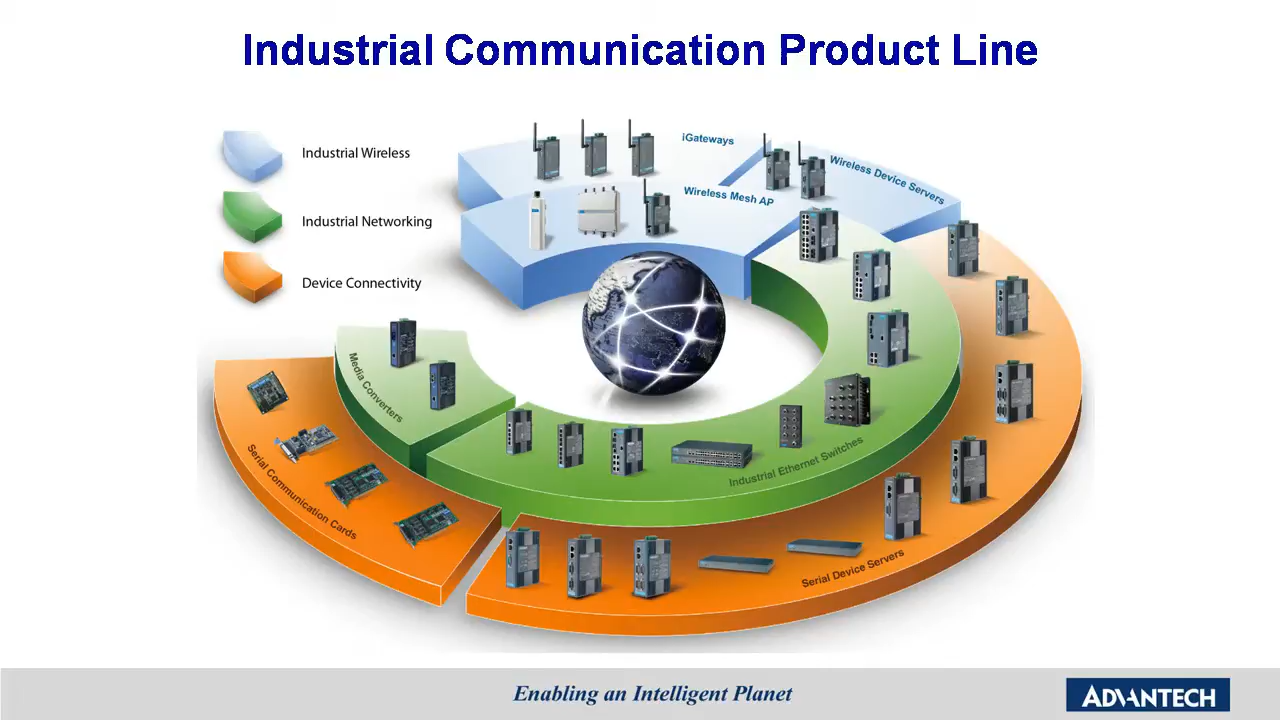 Industrial Communication Product Line
Industrial Wireless
Industrial Networking
Device Connectivity
iGateways
Wireless Device Servers
Wireless Mesh AP
Media Converters
Industrial Ethernet Switches
Serial Communication Cards
Serial Device Servers
Enabling an Intelligent Planet
ADVANTECH